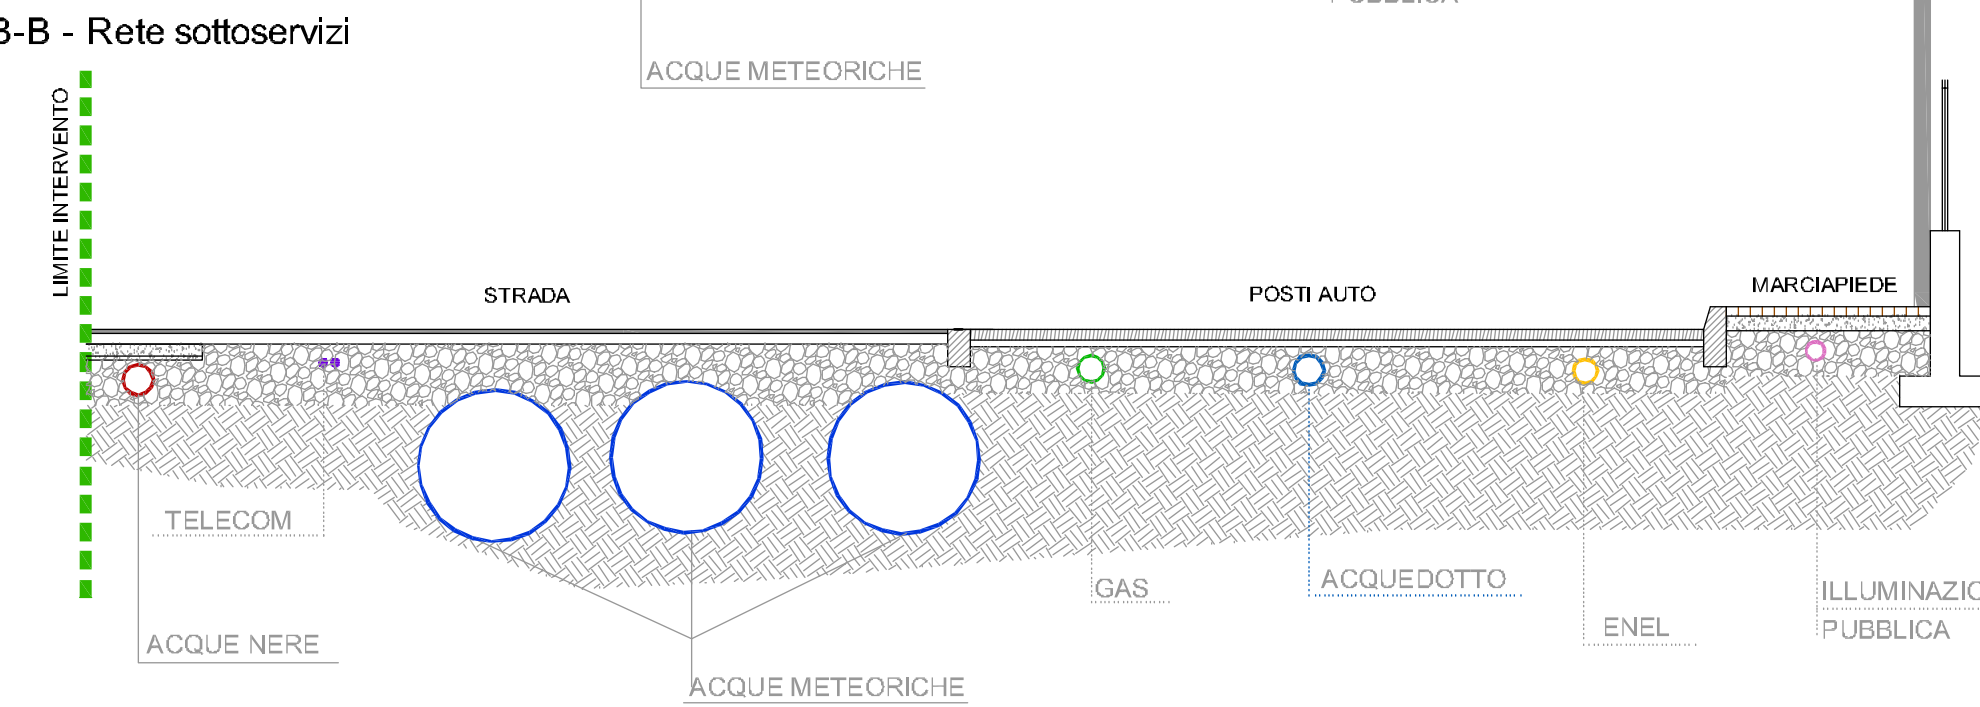 B-B - Rete sottoservizi
ACQUE METEORICHE
LIMITE INTERVENTO
STRADA
POSTI AUTO
MARCIAPIEDE
TELECOM
GAS
ACQUEDOTTO
ILLUMINAZIO
ENEL
PUBBLICA
ACQUE NERE
ACQUE METEORICHE